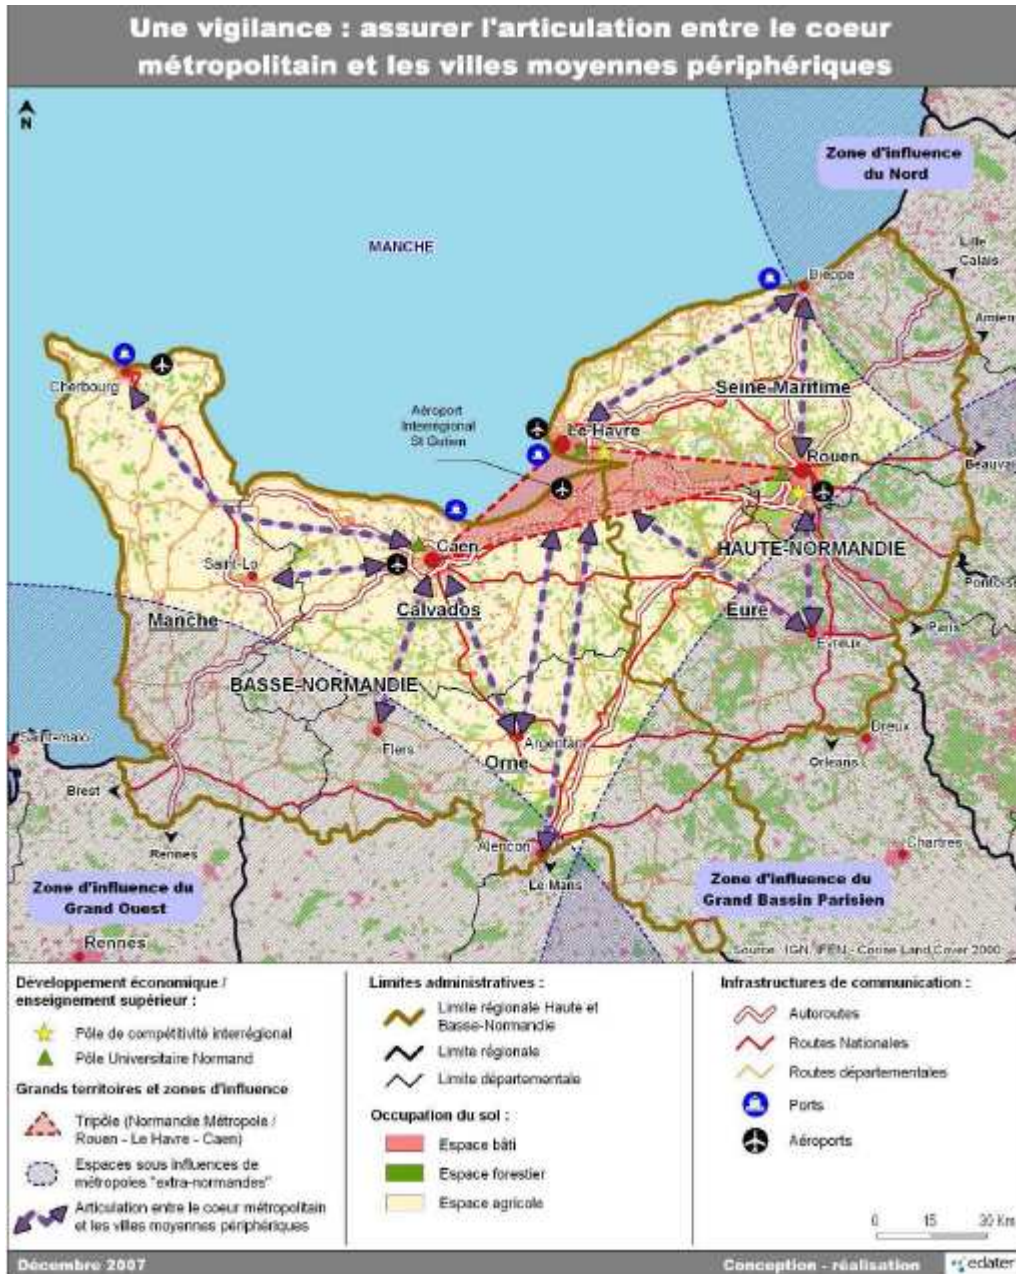 Une vigilance : assurer l'articulation entre le coeur
métropolitain et les villes moyennes périphériques
N
Zone d'influence
du Nord
MANCHE
Lille
Calais
Dieppe
Amiens
Cherbourg
Seine Maritime
Aéroport
Interrégional
St Gatien
Le Havre
Rouen
Beauvais
Caen
HAUTE-NORMANDIE
Saint-Lo
Pontoise
Manche
Calvados
Eure
Paris
Evreux
BASSE-NORMANDIE
Saint-malo
Flers
Argentan
Dreux
Orne
Orléans
Brest
Rennes
Alençon
Chartres
Le Mans
Zone d'influence du
Grand Ouest
Zone d'influence du
Grand Bassin Parisien
Rennes
Source : IGN, IFEN - Corine Land Cover 2000
Développement économique /
enseignement supérieur :
Pôle de compétitivité interrégional
Pôle Universitaire Normand
Grands territoires et zones d'influence
Tripôle (Normandie Métropole /
Rouen - Le Havre - Caen)
Espaces sous influences de
métropoles "extra-normandes"
Articulation entre le coeur métropolitain
et les villes moyennes périphériques
Limites administratives :
Limite régionale Haute et
Basse-Normandie
Limite régionale
Limite départementale
Occupation du sol :
Espace bâti
Espace forestier
Espace agricole
Infrastructures de communication :
Autoroutes
Routes Nationales
Routes départementales
Ports
Aéroports
0 15 30 Km
Décembre 2007
Conception - réalisation
edater